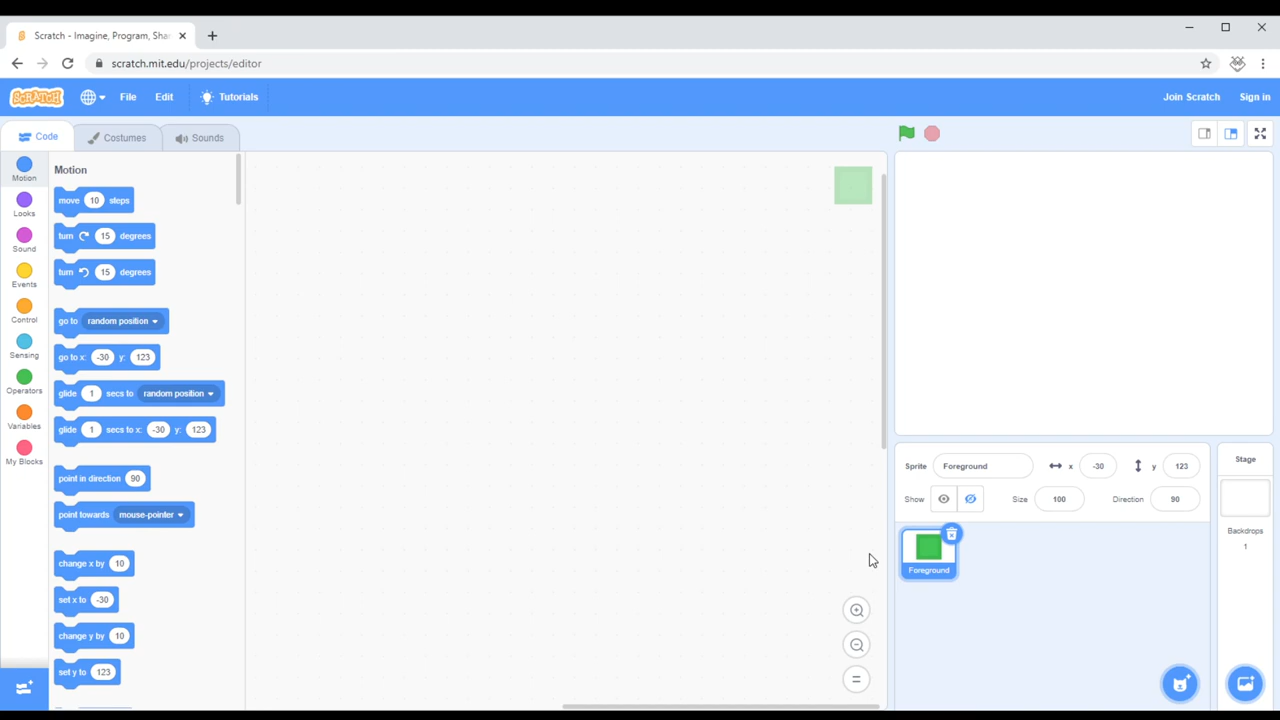 Scratch - Imagine, Program, Sha
scratch.mit.edu/projects/editor
SCRATCH File Edit Tutorials Join Scratch Sign in
Code Costumes Sounds
Motion
Looks
Sound
Events
Control
Sensing
Operators
Variables
My Blocks
Motion
move 10 steps
turn 15 degrees
turn 15 degrees
go to random position
go to x: -30 y: 123
glide 1 secs to random position
glide 1 secs to x: -30 y: 123
point in direction 90
point towards mouse-pointer
change x by 10
set x to -30
change y by 10
set y to 123
Sprite Foreground x -30 y 123
Show Size 100 Direction 90
Foreground
Stage
Backdrops
1